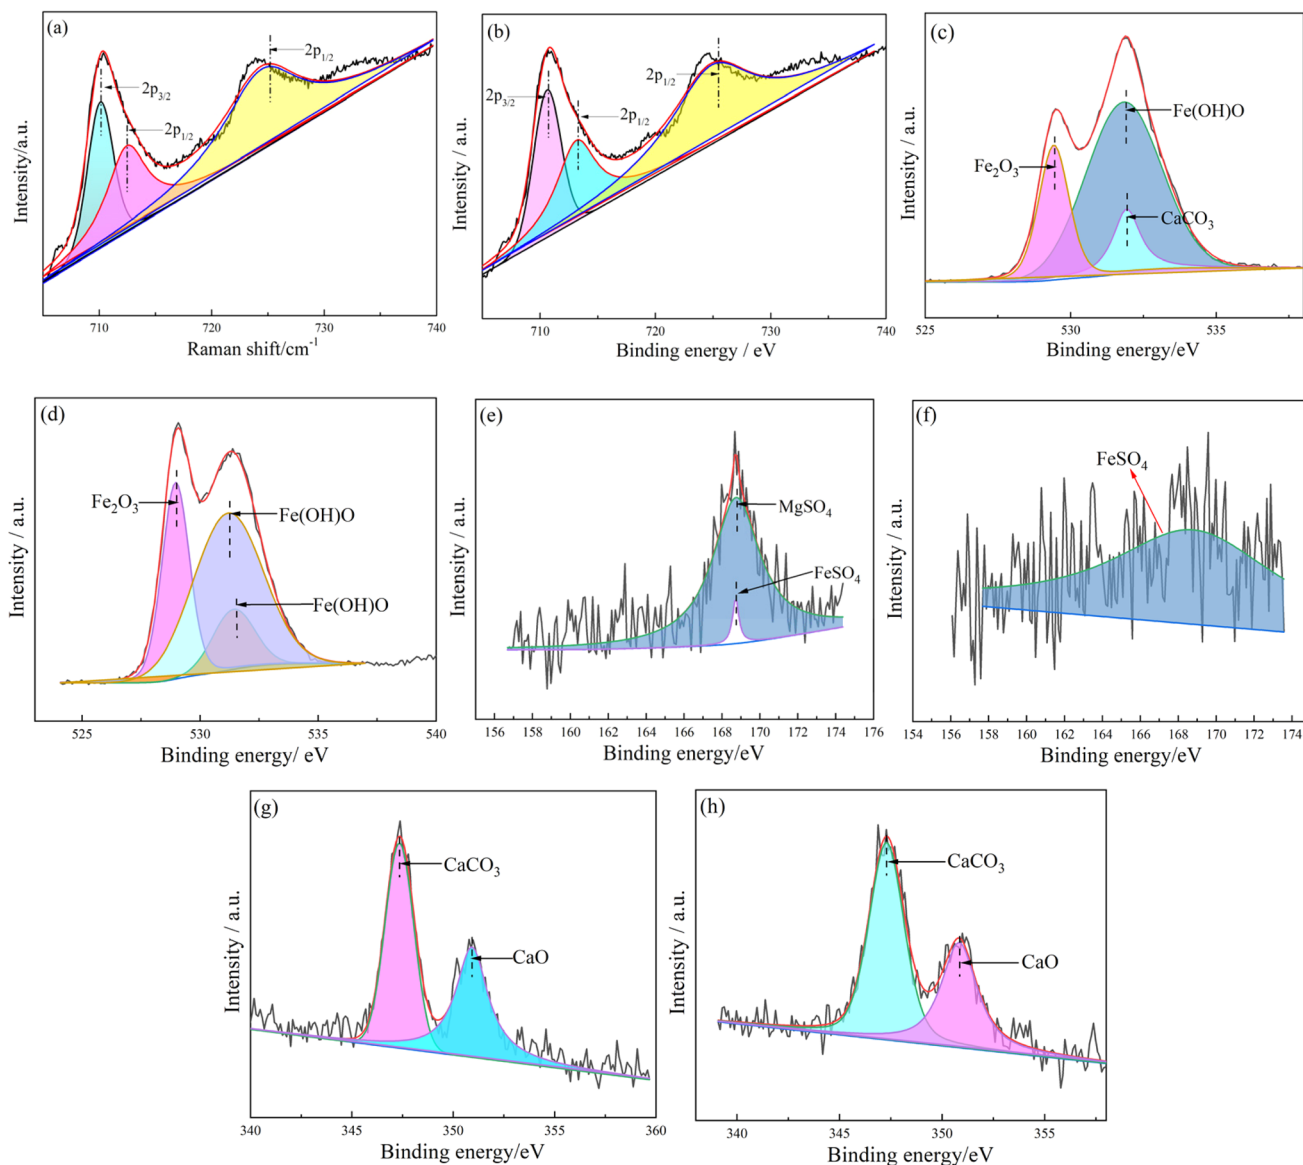 (a)
2p3/2
2p1/2
2p1/2
Intensity/a.u.
710 720 730 740
Raman shift/cm-1
(b)
2p3/2
2p1/2
2p1/2
Intensity / a.u.
710 720 730 740
Binding energy / eV
(c)
Fe2O3
Fe(OH)O
CaCO3
Intensity / a.u.
525 530 535
Binding energy/eV
(d)
Fe2O3
Fe(OH)O
Fe(OH)O
Intensity / a.u.
525 530 535 540
Binding energy/ eV
(e)
MgSO4
FeSO4
Intensity / a.u.
156 158 160 162 164 166 168 170 172 174 176
Binding energy/eV
(f)
FeSO4
Intensity / a.u.
154 156 158 160 162 164 166 168 170 172 174
Binding energy/eV
(g)
CaCO3
CaO
Intensity / a.u.
340 345 350 355 360
Binding energy/eV
(h)
CaCO3
CaO
Intensity / a.u.
340 345 350 355
Binding energy/eV